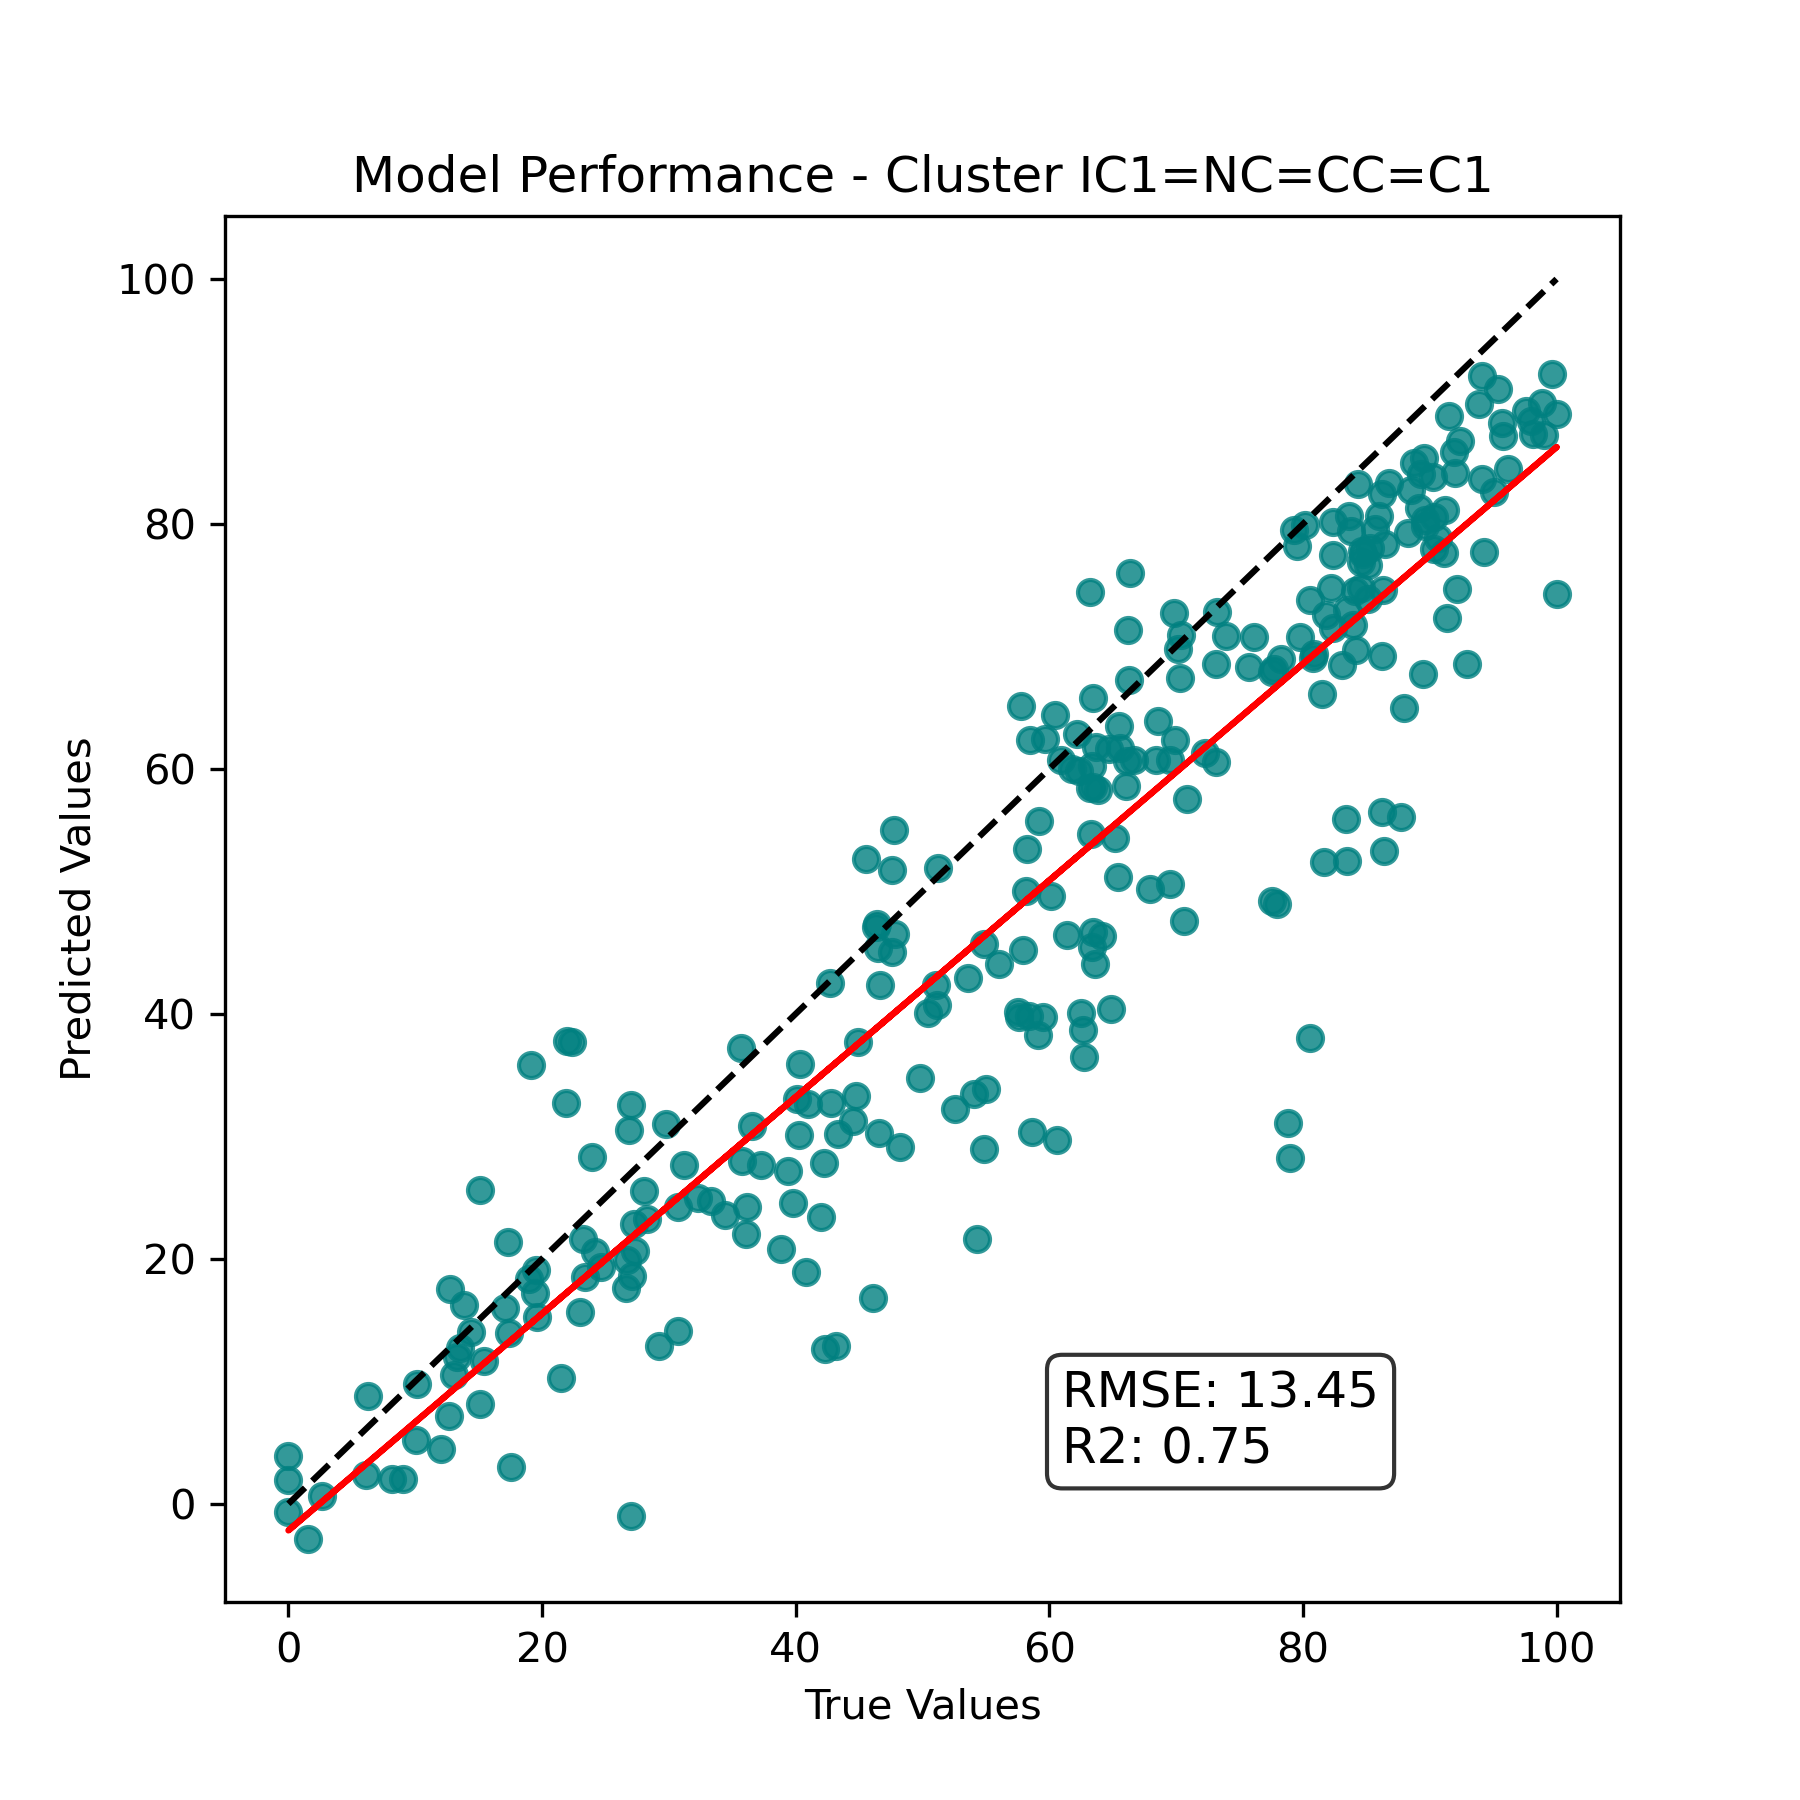 Model Performance - Cluster IC1=NC=CC=C1
100
80
60
40
20
0
Predicted Values
RMSE: 13.45
R2: 0.75
0 20 40 60 80 100
True Values